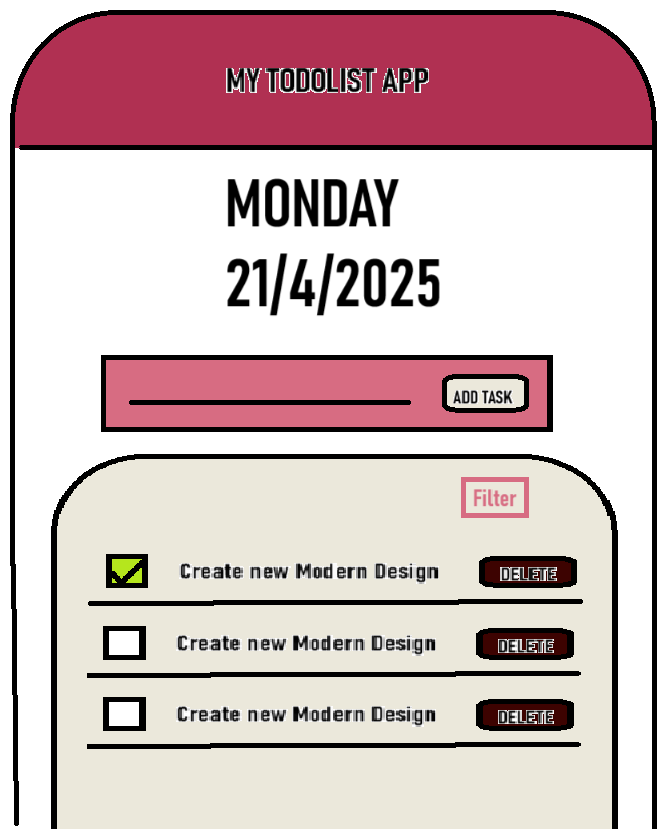 MY TODOLIST APP
MONDAY
21/4/2025
ADD TASK
Filter
Create new Modern Design DELETE
Create new Modern Design DELETE
Create new Modern Design DELETE